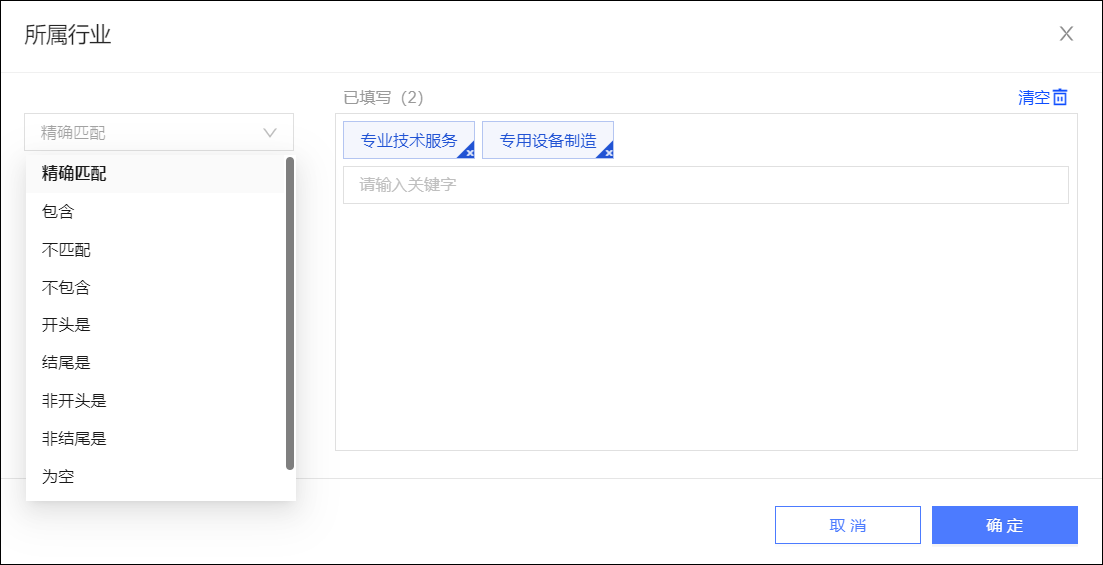 所属行业
已填写（2）
清空
精确匹配
专业技术服务
专用设备制造
请输入关键字
精确匹配
包含
不匹配
不包含
开头是
结尾是
非开头是
非结尾是
为空
取 消
确 定